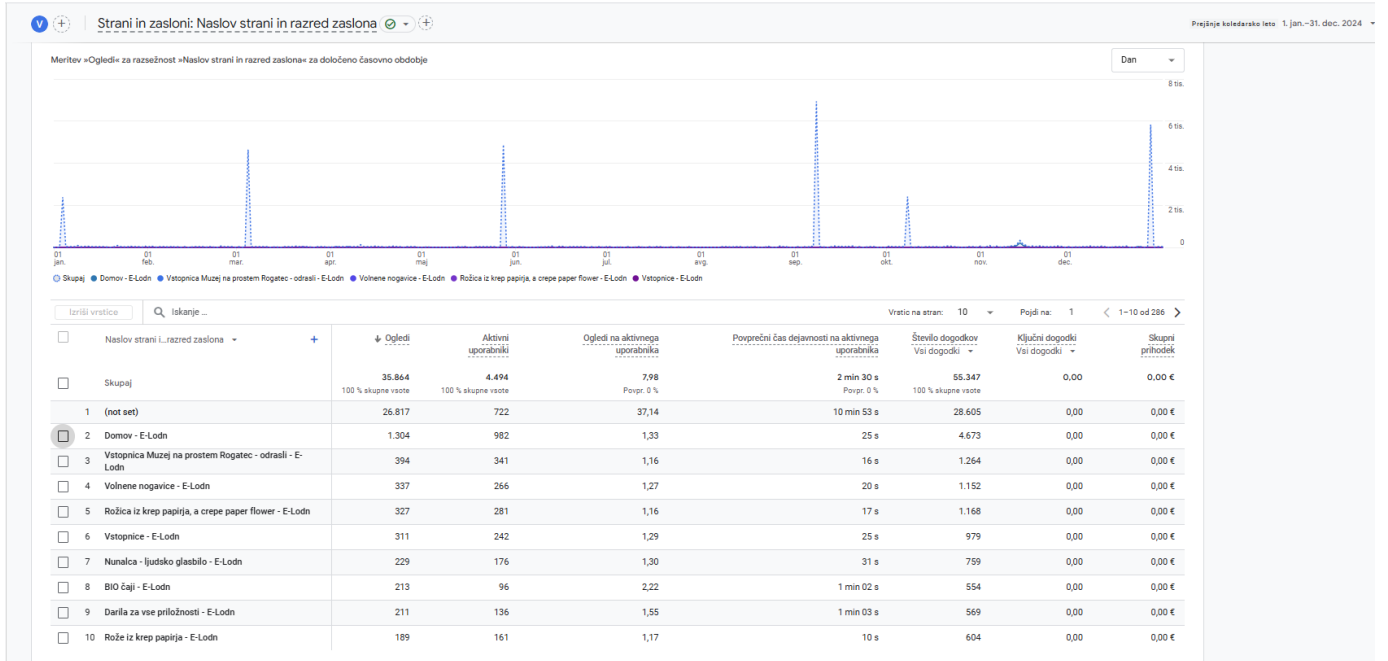 V
Strani in zasloni: Naslov strani in razred zaslona
Prejšnje koledarsko leto 1. jan.–31. dec. 2024
Meritev »Ogledi« za razsežnost »Naslov strani in razred zaslona« za določeno časovno obdobje
Dan
8 tis.
6 tis.
4 tis.
2 tis.
0
01 jan.
01 feb.
01 mar.
01 apr.
01 maj
01 jun.
01 jul.
01 avg.
01 sep.
01 okt.
01 nov.
01 dec.
Skupaj Domov - E-Lodn Vstopnica Muzej na prostem Rogatec - odrasli - E-Lodn Volnene nogavice - E-Lodn Rožica iz krep papirja, a crepe paper flower - E-Lodn Vstopnice - E-Lodn
Izriši vrstice Iskanje ... Vrstic na stran: 10 Pojdi na: 1 1–10 od 286
Naslov strani i...razred zaslona + Ogledi Aktivni uporabniki Ogledi na aktivnega uporabnika Povprečni čas dejavnosti na aktivnega uporabnika Število dogodkov Vsi dogodki Ključni dogodki Vsi dogodki Skupni prihodek
Skupaj 35.864 4.494 7,98 2 min 30 s 55.347 0,00 0,00 €
100 % skupne vsote 100 % skupne vsote Povpr. 0 % Povpr. 0 % 100 % skupne vsote
1 (not set) 26.817 722 37,14 10 min 53 s 28.605 0,00 0,00 €
2 Domov - E-Lodn 1.304 982 1,33 25 s 4.673 0,00 0,00 €
3 Vstopnica Muzej na prostem Rogatec - odrasli - E-Lodn 394 341 1,16 16 s 1.264 0,00 0,00 €
4 Volnene nogavice - E-Lodn 337 266 1,27 20 s 1.152 0,00 0,00 €
5 Rožica iz krep papirja, a crepe paper flower - E-Lodn 327 281 1,16 17 s 1.168 0,00 0,00 €
6 Vstopnice - E-Lodn 311 242 1,29 25 s 979 0,00 0,00 €
7 Nunalca - ljudsko glasbilo - E-Lodn 229 176 1,30 31 s 759 0,00 0,00 €
8 BIO čaji - E-Lodn 213 96 2,22 1 min 02 s 554 0,00 0,00 €
9 Darila za vse priložnosti - E-Lodn 211 136 1,55 1 min 03 s 569 0,00 0,00 €
10 Rože iz krep papirja - E-Lodn 189 161 1,17 10 s 604 0,00 0,00 €